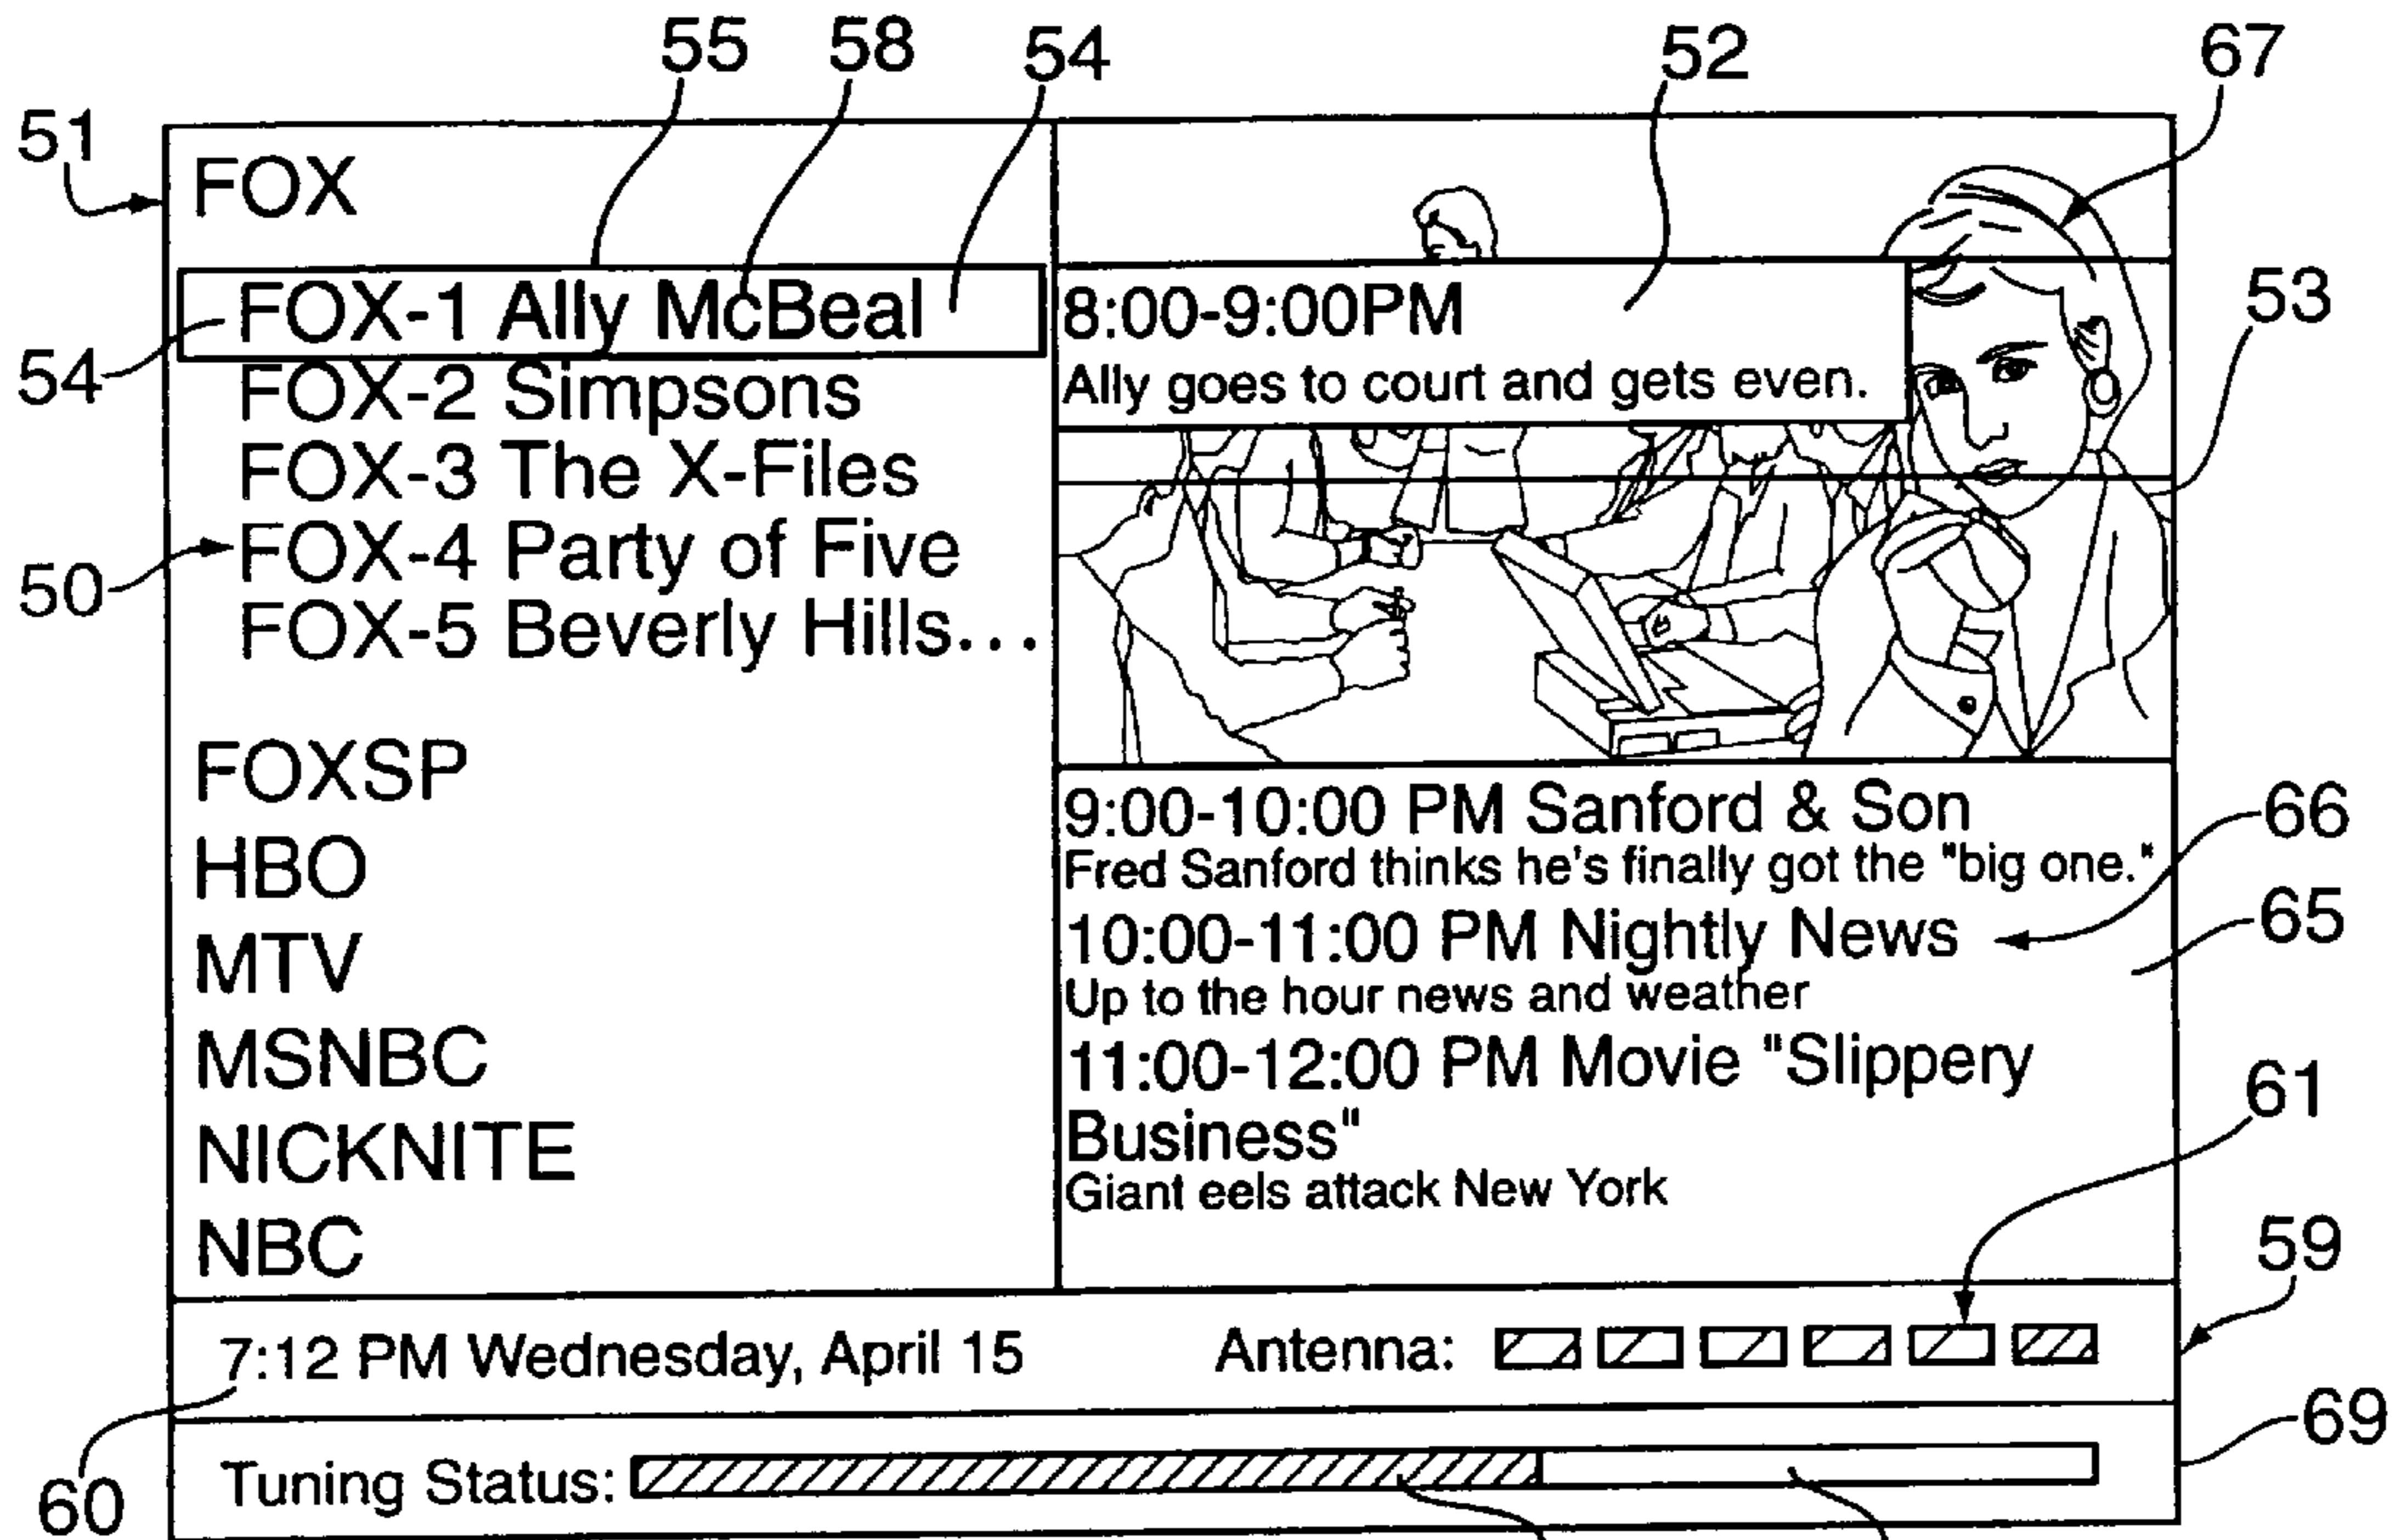 55 58 54 52 67
51
FOX
FOX-1 Ally McBeal
54
FOX-2 Simpsons
FOX-3 The X-Files
FOX-4 Party of Five
50
FOX-5 Beverly Hills...
FOXSP
HBO
MTV
MSNBC
NICKNITE
NBC
8:00-9:00PM
Ally goes to court and gets even.
53
9:00-10:00 PM Sanford & Son
Fred Sanford thinks he's finally got the "big one."
66
10:00-11:00 PM Nightly News
65
Up to the hour news and weather
11:00-12:00 PM Movie "Slippery
Business"
Giant eels attack New York
61
59
7:12 PM Wednesday, April 15 Antenna:
69
60
Tuning Status: